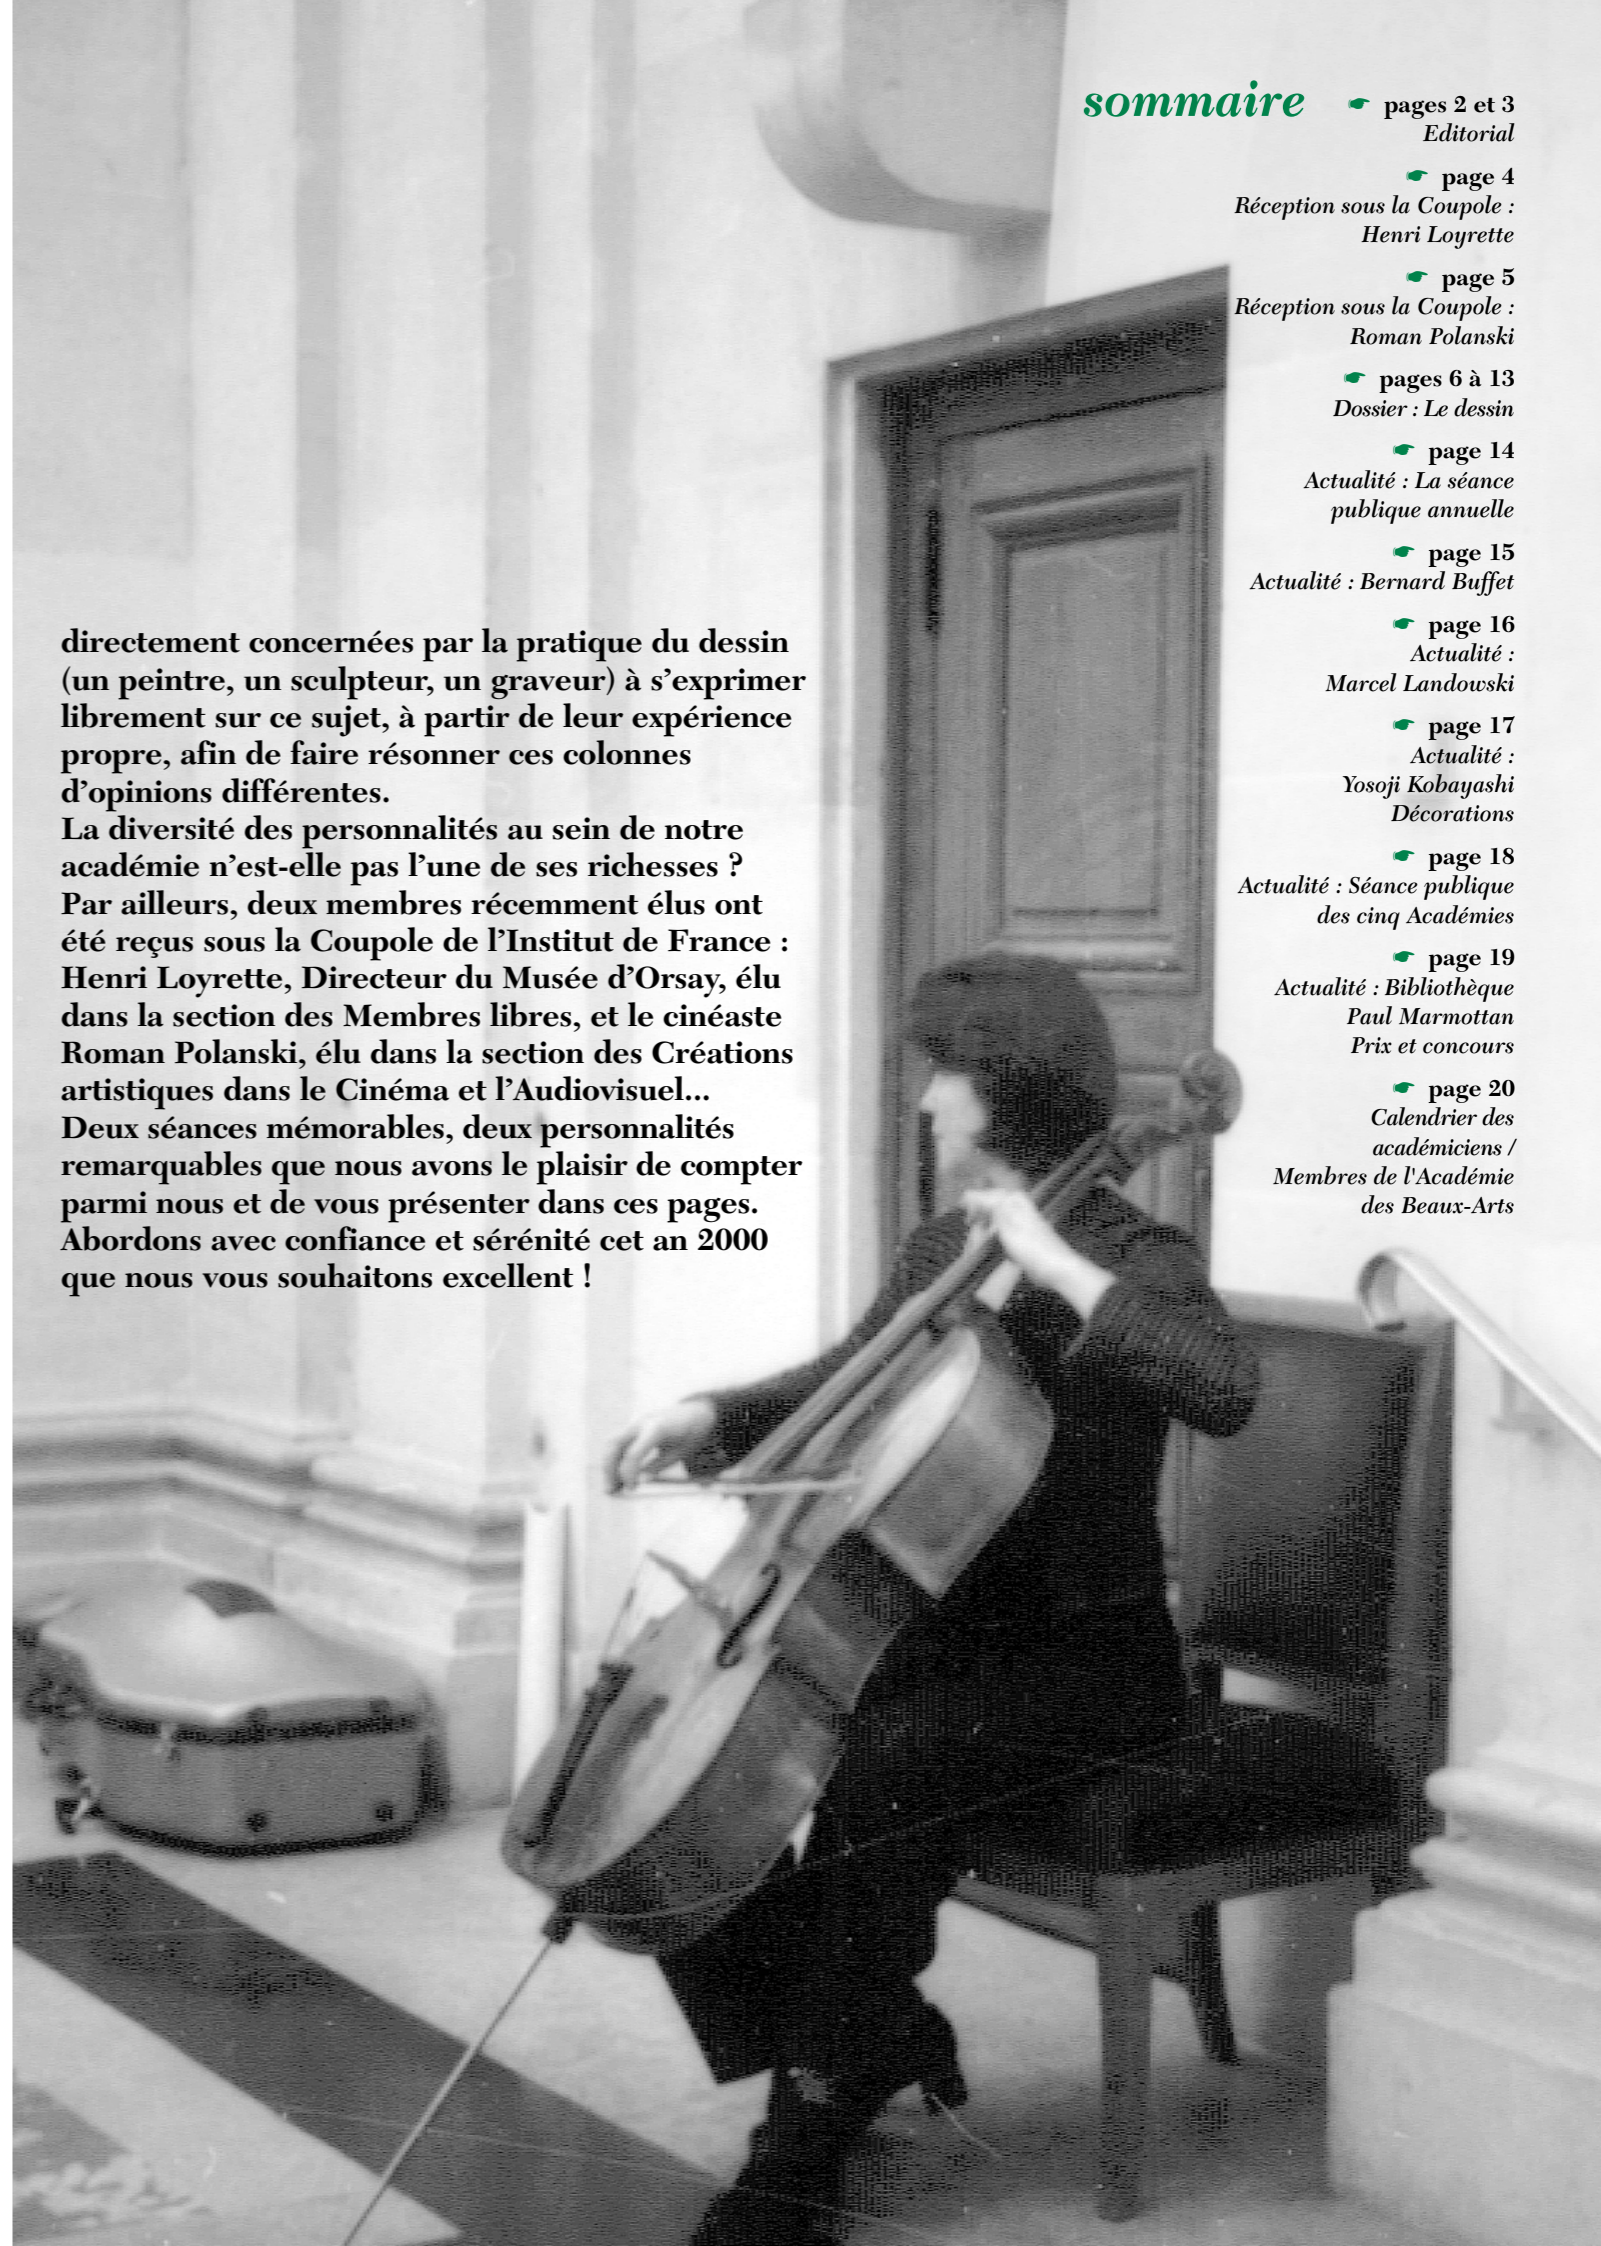 sommaire
☛ pages 2 et 3
Editorial
☛ page 4
Réception sous la Coupole :
Henri Loyrette
☛ page 5
Réception sous la Coupole :
Roman Polanski
☛ pages 6 à 13
Dossier : Le dessin
☛ page 14
Actualité : La séance
publique annuelle
☛ page 15
Actualité : Bernard Buffet
☛ page 16
Actualité :
Marcel Landowski
☛ page 17
Actualité :
Yosoji Kobayashi
Décorations
☛ page 18
Actualité : Séance publique
des cinq Académies
☛ page 19
Actualité : Bibliothèque
Paul Marmottan
Prix et concours
☛ page 20
Calendrier des
académiciens /
Membres de l'Académie
des Beaux-Arts
directement concernées par la pratique du dessin
(un peintre, un sculpteur, un graveur) à s’exprimer
librement sur ce sujet, à partir de leur expérience
propre, afin de faire résonner ces colonnes
d’opinions différentes.
La diversité des personnalités au sein de notre
académie n’est-elle pas l’une de ses richesses ?
Par ailleurs, deux membres récemment élus ont
été reçus sous la Coupole de l’Institut de France :
Henri Loyrette, Directeur du Musée d’Orsay, élu
dans la section des Membres libres, et le cinéaste
Roman Polanski, élu dans la section des Créations
artistiques dans le Cinéma et l’Audiovisuel...
Deux séances mémorables, deux personnalités
remarquables que nous avons le plaisir de compter
parmi nous et de vous présenter dans ces pages.
Abordons avec confiance et sérénité cet an 2000
que nous vous souhaitons excellent !